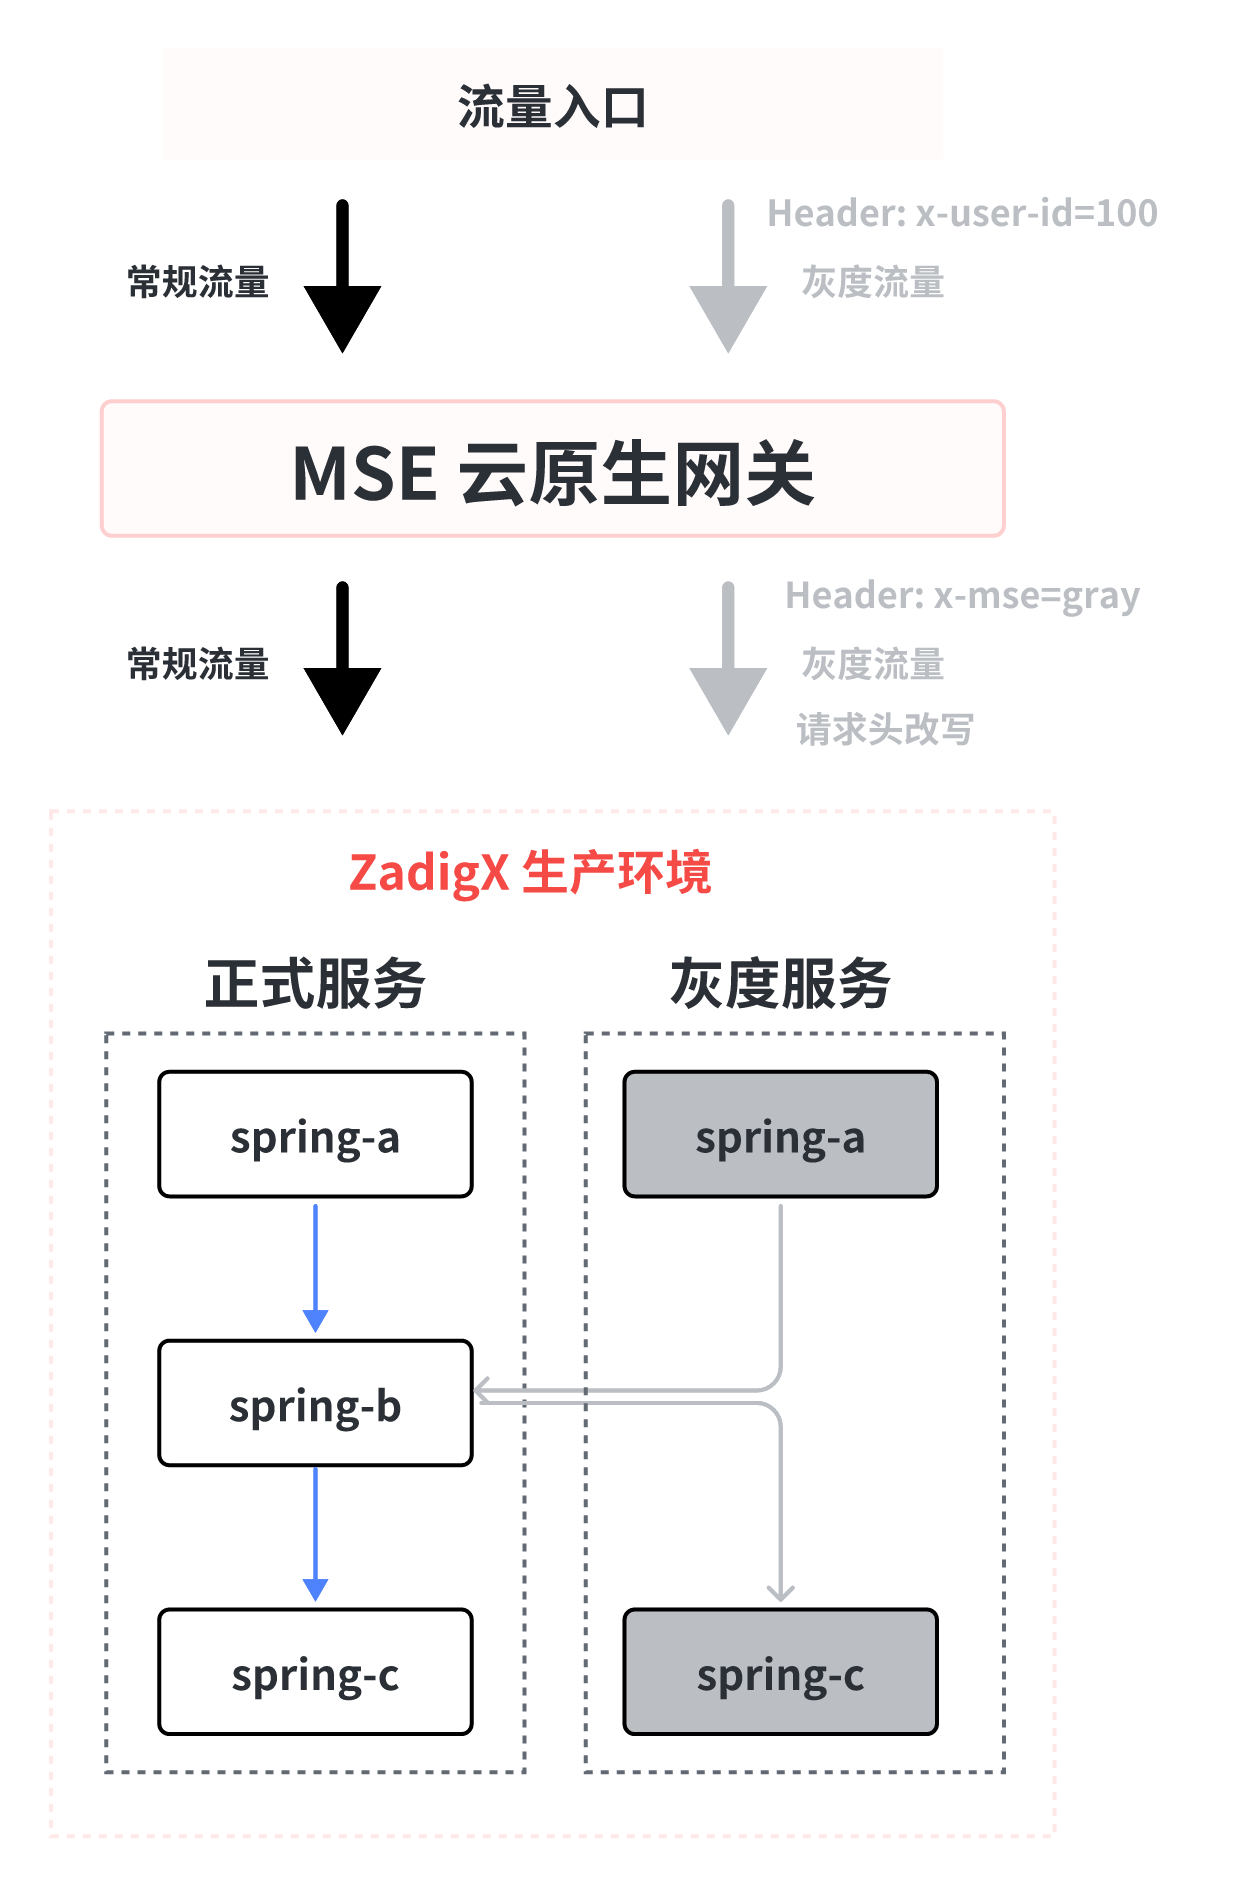 流量入口
Header: x-user-id=100
常规流量
灰度流量
MSE 云原生网关
Header: x-mse=gray
常规流量
灰度流量
请求头改写
ZadigX 生产环境
正式服务
灰度服务
spring-a
spring-a
spring-b
spring-c
spring-c